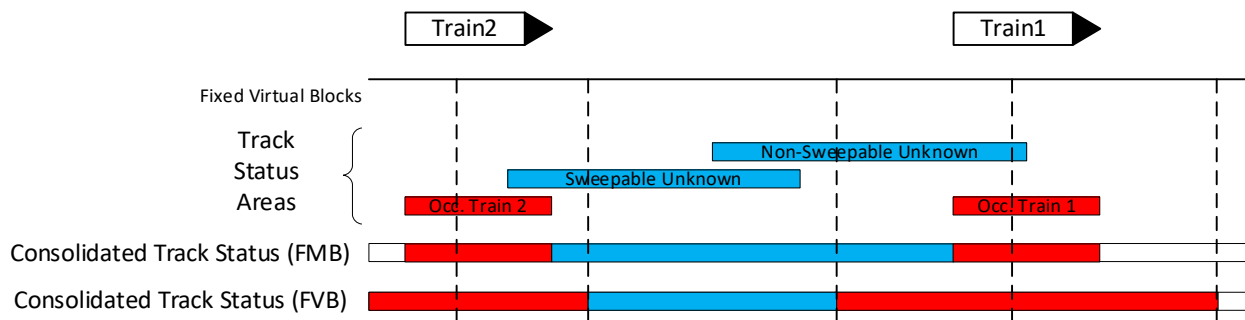 Train2
Train1
Fixed Virtual Blocks
Track
Status
Areas
Non-Sweepable Unknown
Sweepable Unknown
Occ. Train 2
Occ. Train 1
Consolidated Track Status (FMB)
Consolidated Track Status (FVB)